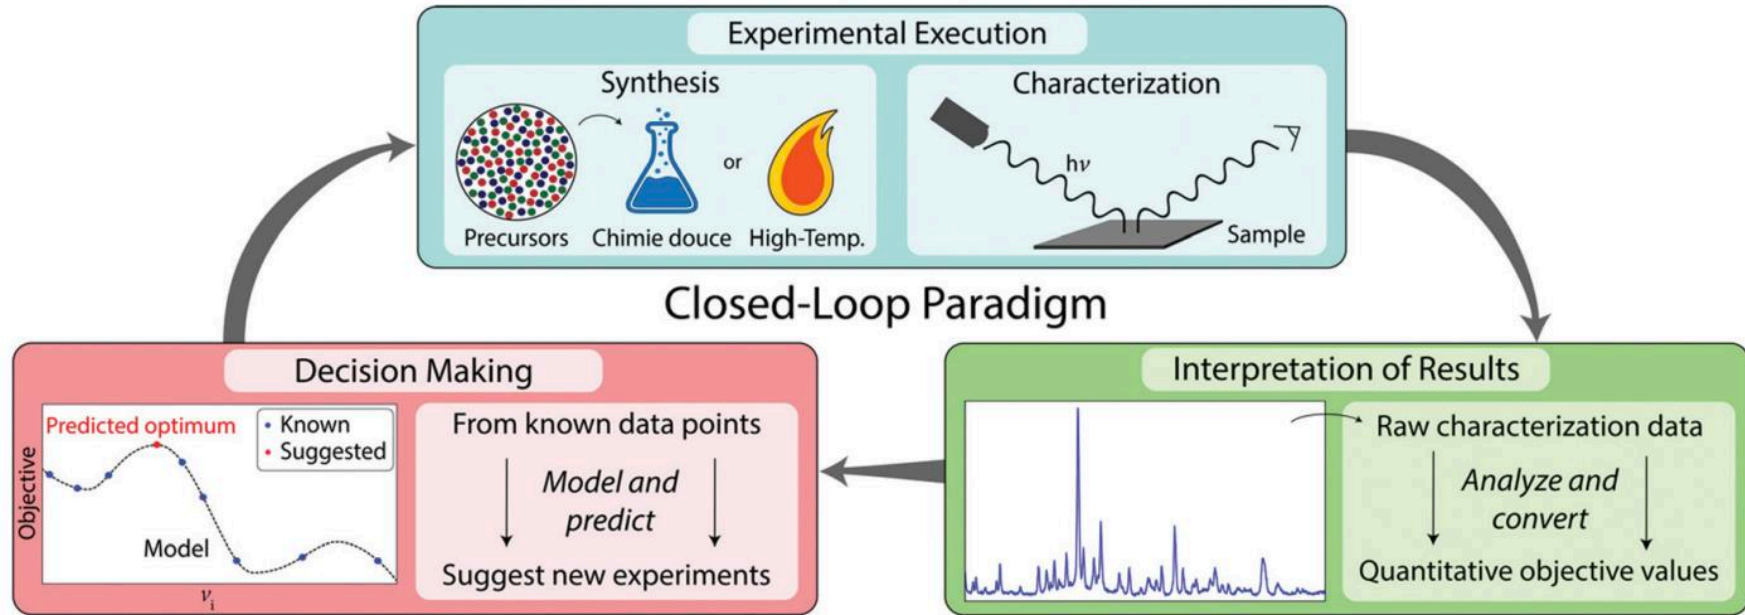 Experimental Execution
Synthesis
or
Precursors
Chimie douce
High-Temp.
Characterization
hν
Sample
Closed-Loop Paradigm
Decision Making
Predicted optimum
Known
Suggested
Objective
Model
νi
From known data points
Model and
predict
Suggest new experiments
Interpretation of Results
Raw characterization data
Analyze and
convert
Quantitative objective values